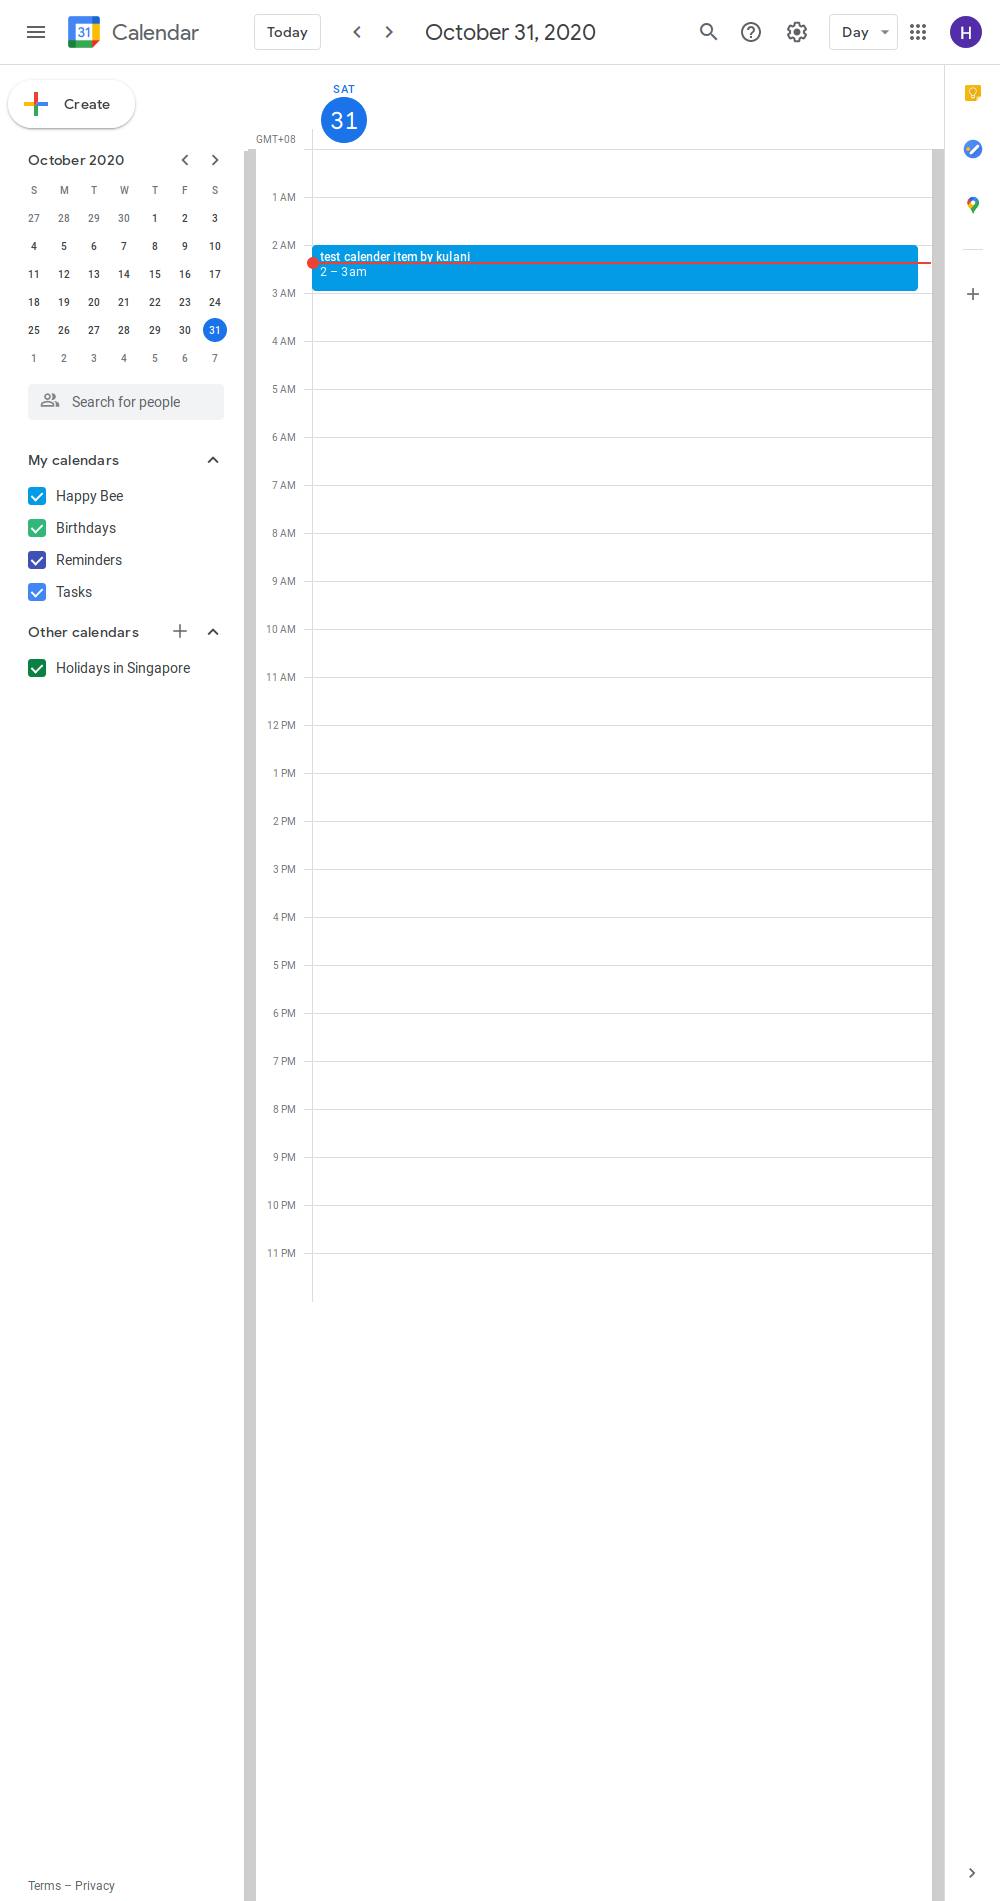 31 Calendar Today October 31, 2020 Day H
Create
October 2020
S M T W T F S
27 28 29 30 1 2 3
4 5 6 7 8 9 10
11 12 13 14 15 16 17
18 19 20 21 22 23 24
25 26 27 28 29 30 31
1 2 3 4 5 6 7
Search for people
My calendars
Happy Bee
Birthdays
Reminders
Tasks
Other calendars
Holidays in Singapore
Terms – Privacy
SAT
31
GMT+08
1 AM
2 AM
test calender item by kulani
2 – 3am
3 AM
4 AM
5 AM
6 AM
7 AM
8 AM
9 AM
10 AM
11 AM
12 PM
1 PM
2 PM
3 PM
4 PM
5 PM
6 PM
7 PM
8 PM
9 PM
10 PM
11 PM